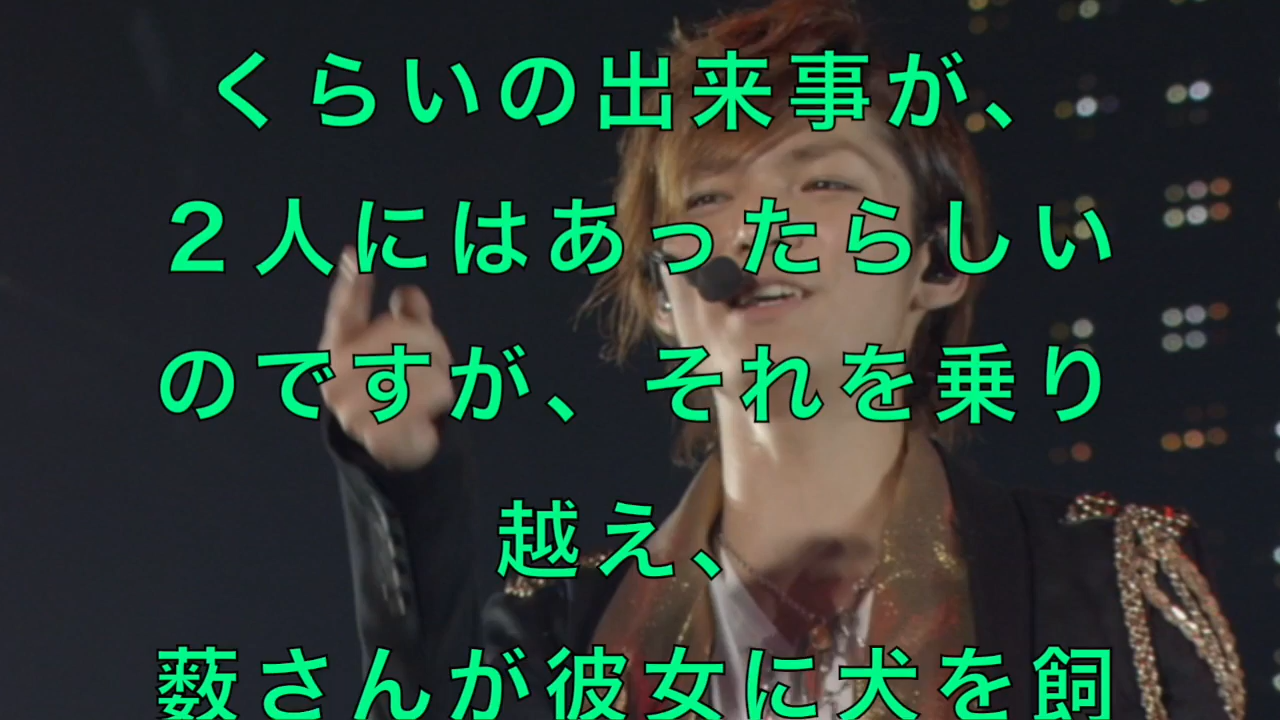 くらいの出来事が、
２人にはあったらしい
のですが、それを乗り
越え、
薮さんが彼女に犬を飼